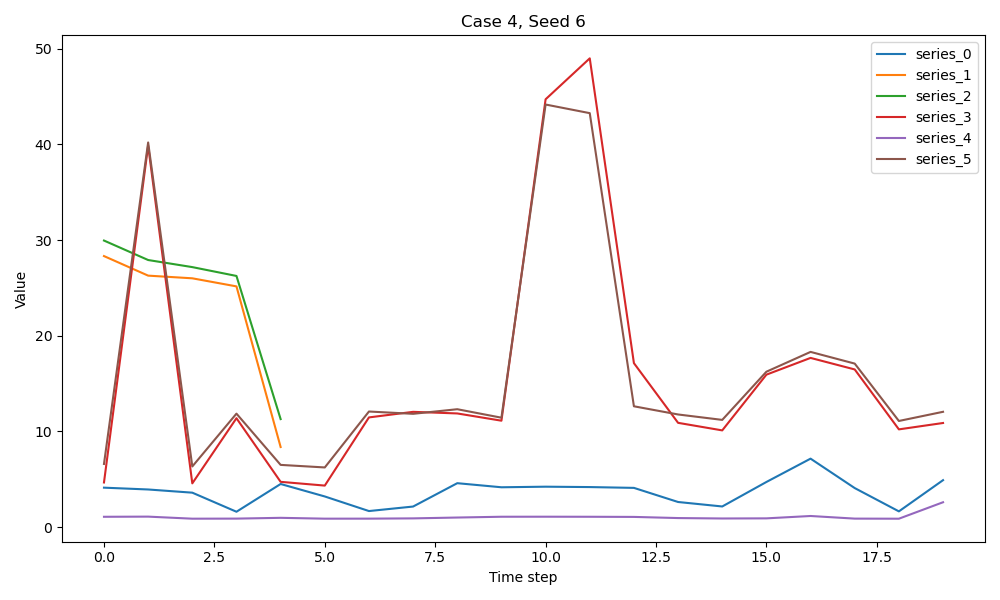 Case 4, Seed 6
series_0
series_1
series_2
series_3
series_4
series_5
Value
50
40
30
20
10
0
0.0 2.5 5.0 7.5 10.0 12.5 15.0 17.5
Time step